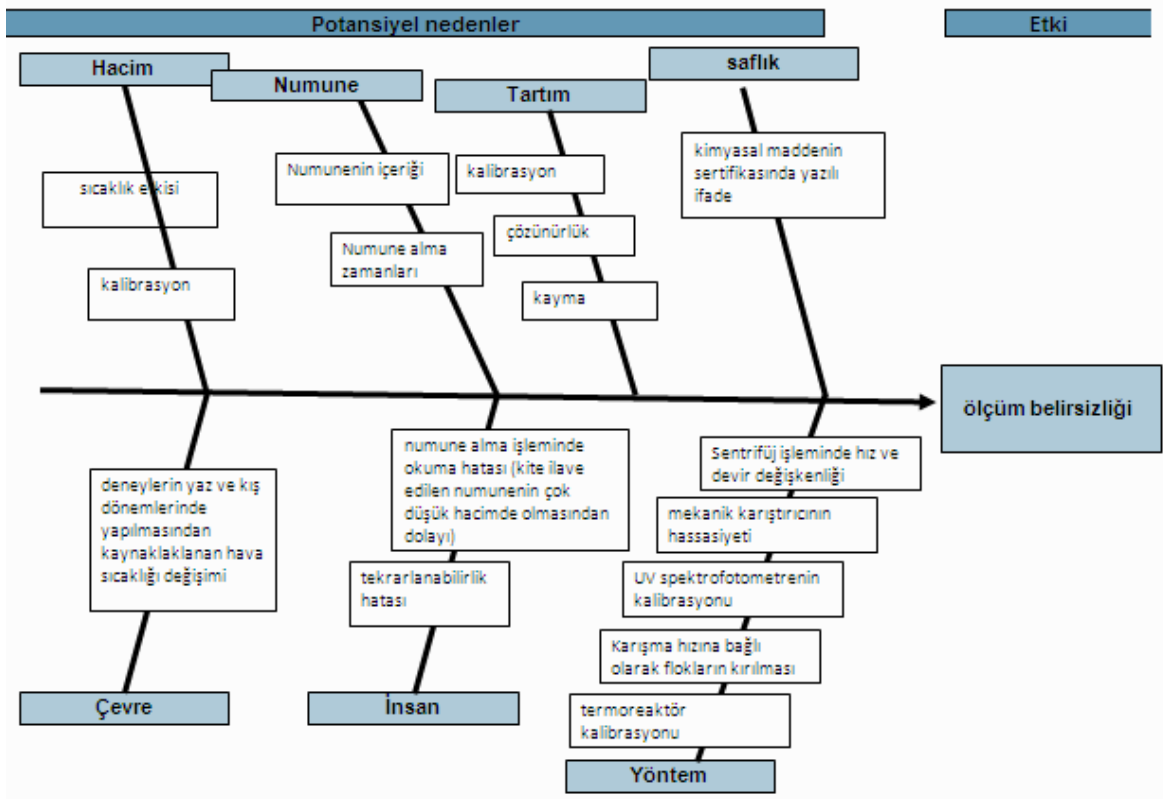 Potansiyel nedenler
Etki
Hacim
Numune
Tartım
saflık
sıcaklık etkisi
kalibrasyon
Numunenin içeriği
Numune alma
zamanları
kalibrasyon
çözünürlük
kayma
kimyasal maddenin
sertifikasında yazılı
ifade
ölçüm belirsizliği
deneylerin yaz ve kış
dönemlerinde
yapılmasından
kaynaklaklanan hava
sıcaklığı değişimi
Çevre
numune alma işleminde
okuma hatası (kite ilave
edilen numunenin çok
düşük hacimde olmasından
dolayı)
tekrarlanabilirlik
hatası
İnsan
Sentrifüj işleminde hız ve
devir değişkenliği
mekanik karıştırıcının
hassasiyeti
UV spektrofotometrenin
kalibrasyonu
Karışma hızına bağlı
olarak flokların kırılması
termoreaktör
kalibrasyonu
Yöntem